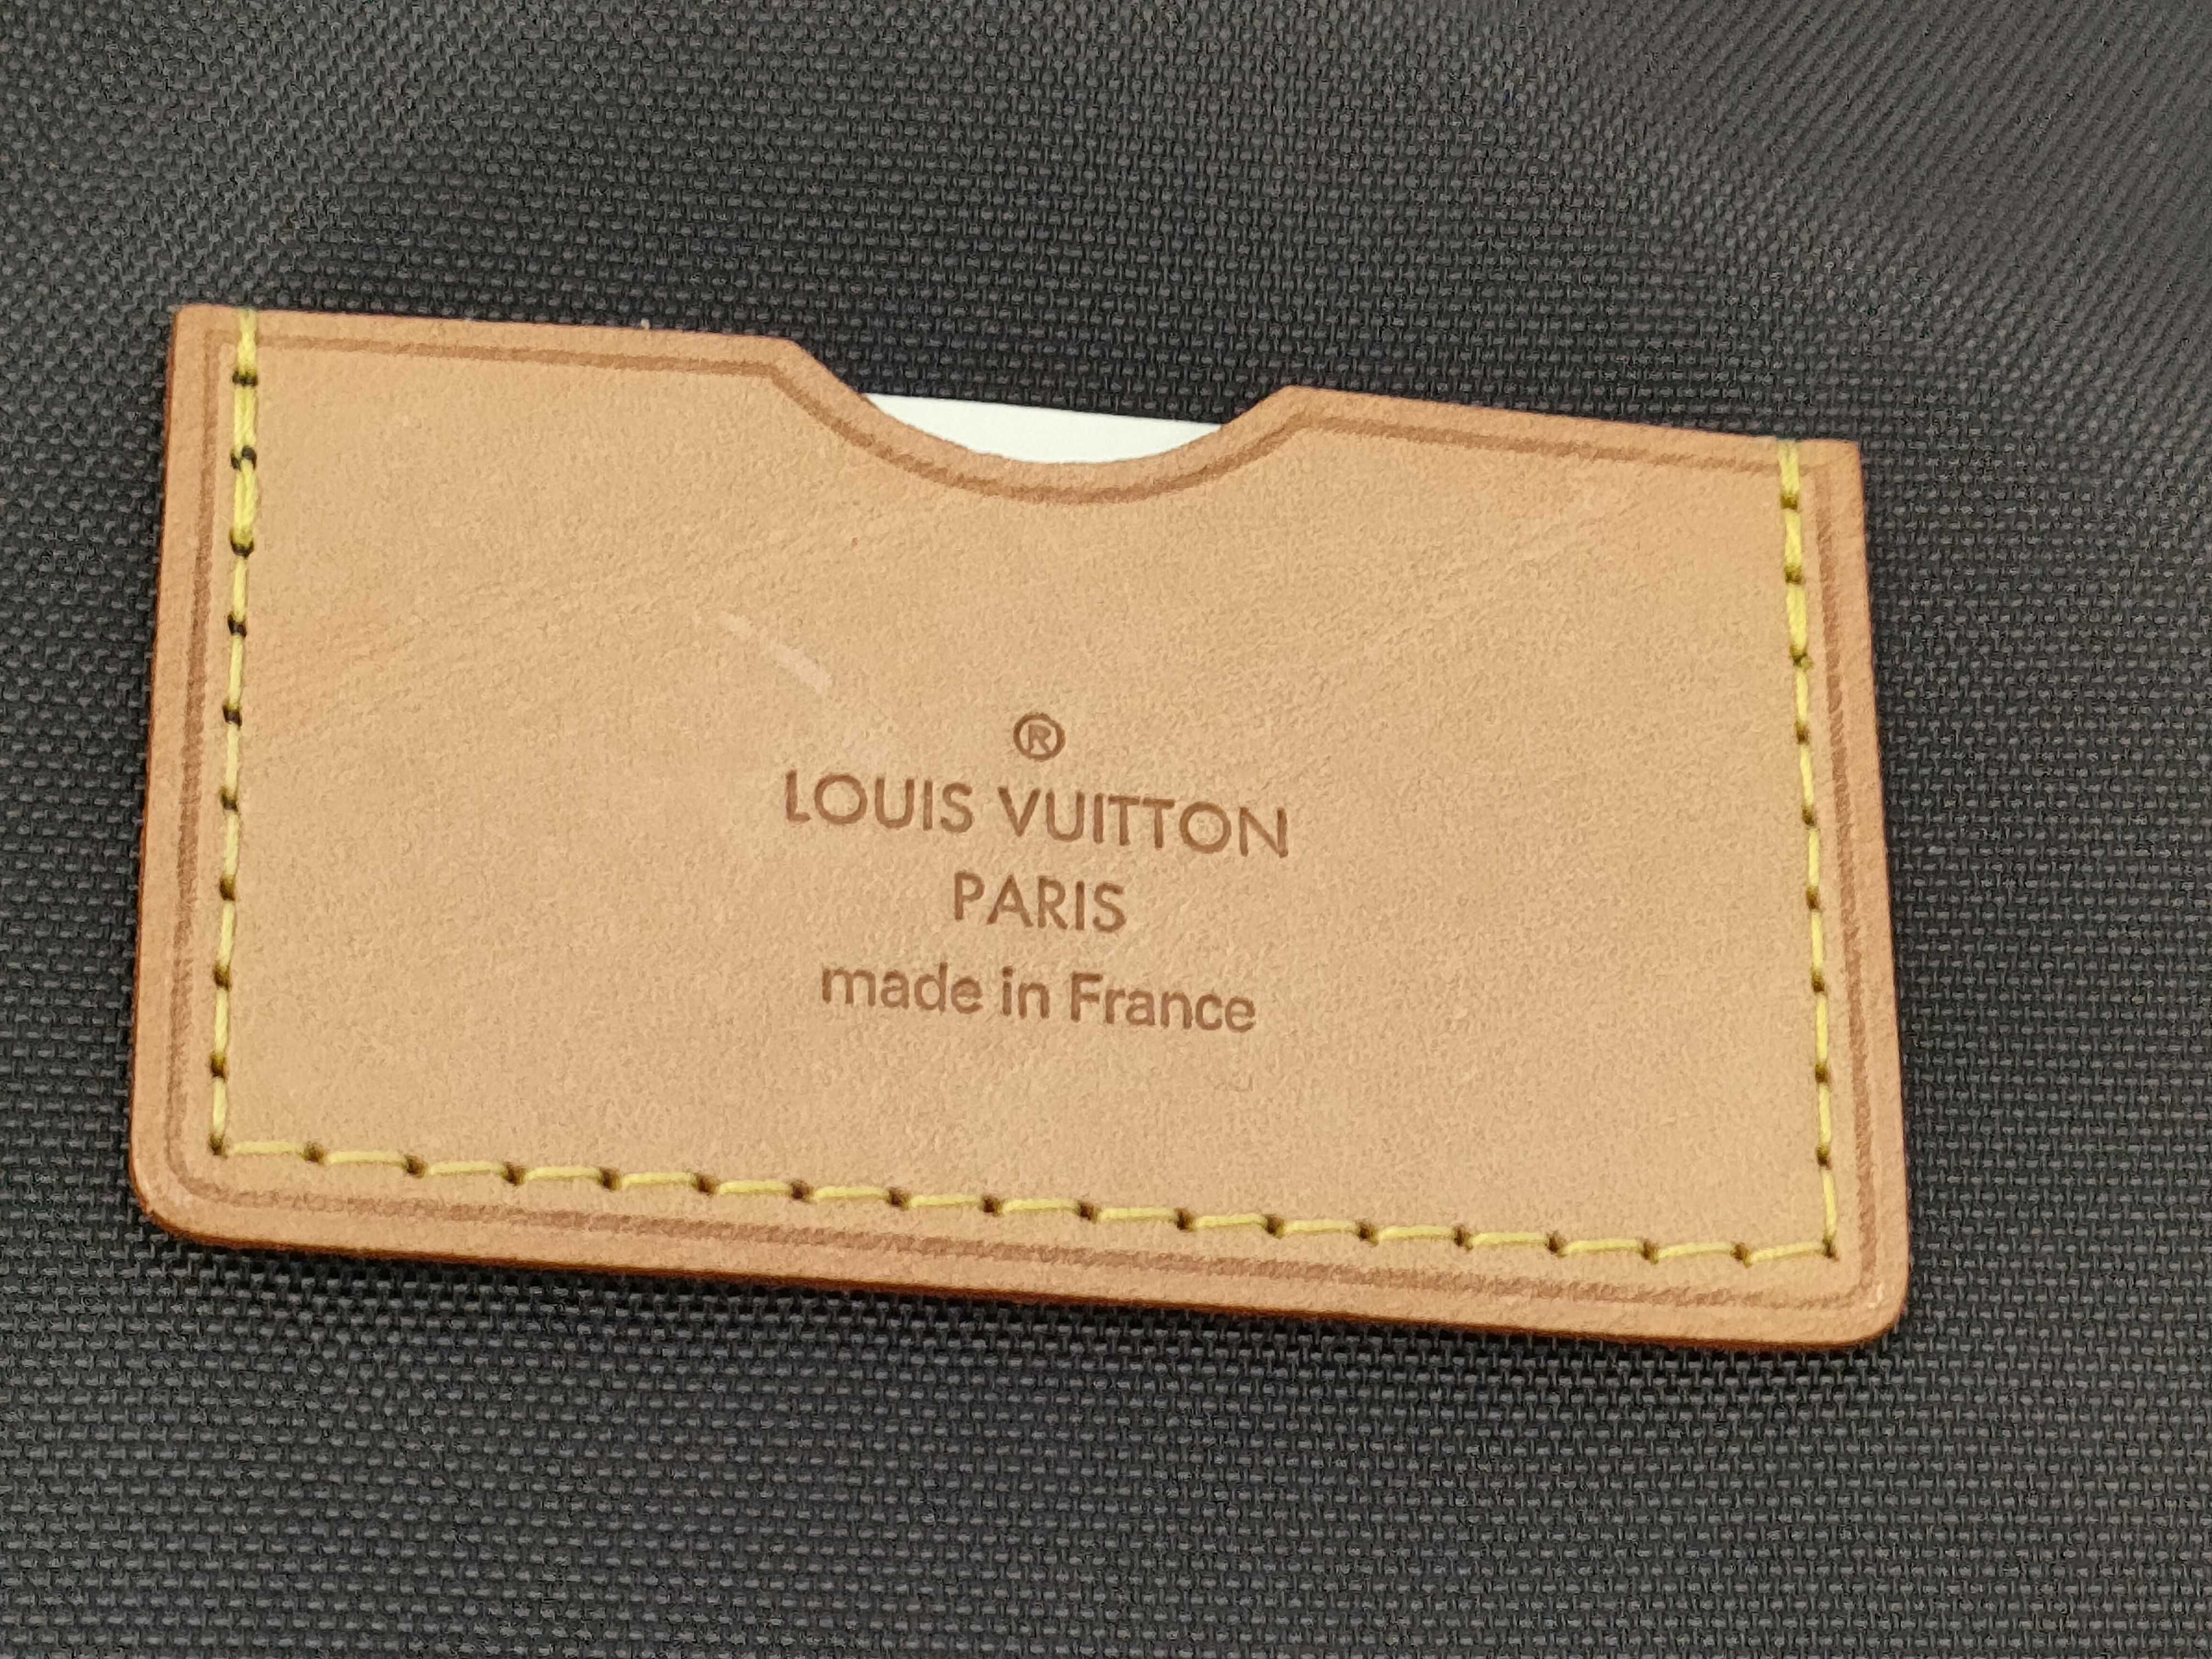 ®
LOUIS VUITTON
PARIS
made in France